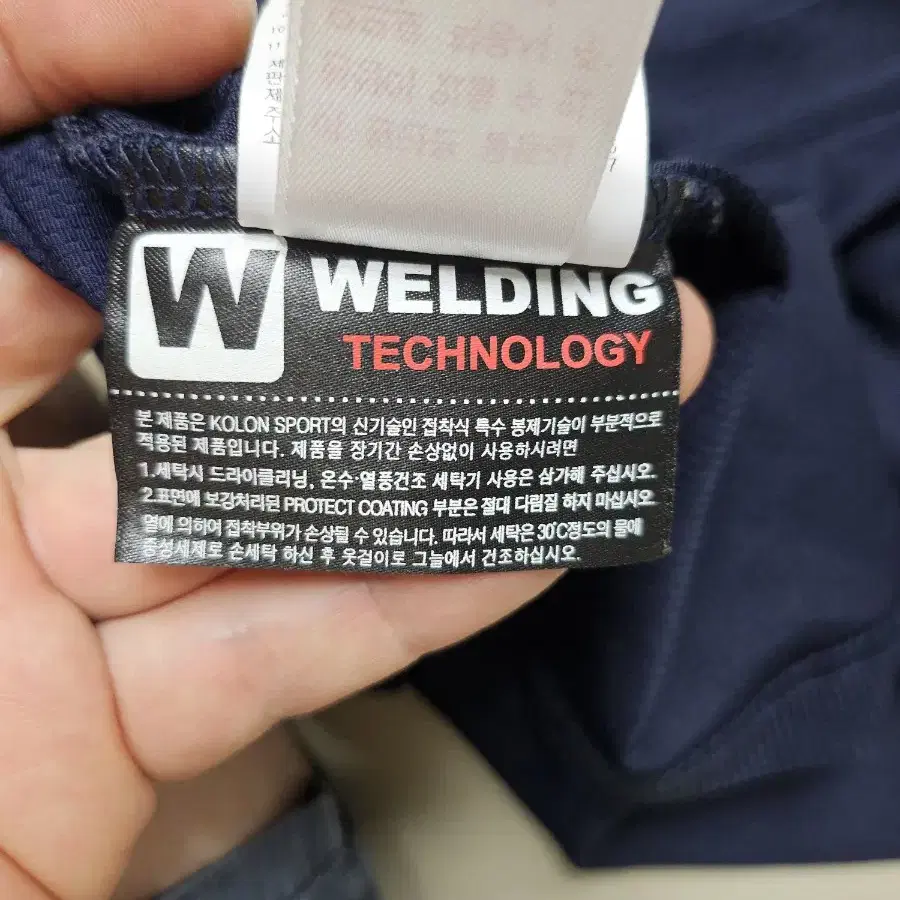 W WELDING
TECHNOLOGY
본 제품은 KOLON SPORT의 신기술인 접착식 특수 봉제기술이 부분적으로
적용된 제품입니다. 제품을 장기간 손상없이 사용하시려면
1.세탁시 드라이클리닝, 온수·열풍건조 세탁기 사용은 삼가해 주십시오.
2.표면에 보강처리된 PROTECT COATING 부분은 절대 다림질 하지 마십시오.
열에 의하여 접착부위가 손상될 수 있습니다. 따라서 세탁은 30℃정도의 물에
중성세제로 손세탁 하신 후 옷걸이로 그늘에서 건조하십시오.